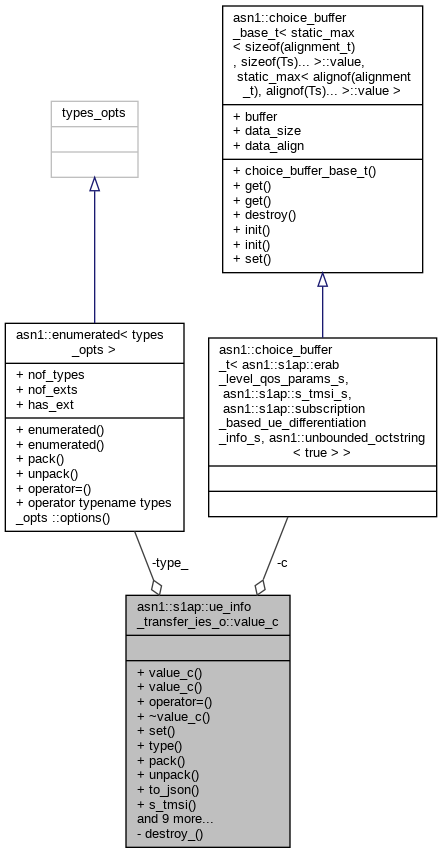 asn1::choice_buffer
_base_t< static_max
< sizeof(alignment_t)
, sizeof(Ts)... >::value,
static_max< alignof(alignment
_t), alignof(Ts)... >::value >
+ buffer
+ data_size
+ data_align
+ choice_buffer_base_t()
+ get()
+ get()
+ destroy()
+ init()
+ init()
+ set()
types_opts
asn1::enumerated< types
_opts >
+ nof_types
+ nof_exts
+ has_ext
+ enumerated()
+ enumerated()
+ pack()
+ unpack()
+ operator=()
+ operator typename types
_opts ::options()
asn1::choice_buffer
_t< asn1::s1ap::erab
_level_qos_params_s,
asn1::s1ap::s_tmsi_s,
asn1::s1ap::subscription
_based_ue_differentiation
_info_s, asn1::unbounded_octstring
< true > >
-type_
-c
asn1::s1ap::ue_info
_transfer_ies_o::value_c
+ value_c()
+ value_c()
+ operator=()
+ ~value_c()
+ set()
+ type()
+ pack()
+ unpack()
+ to_json()
+ s_tmsi()
and 9 more...
- destroy_()